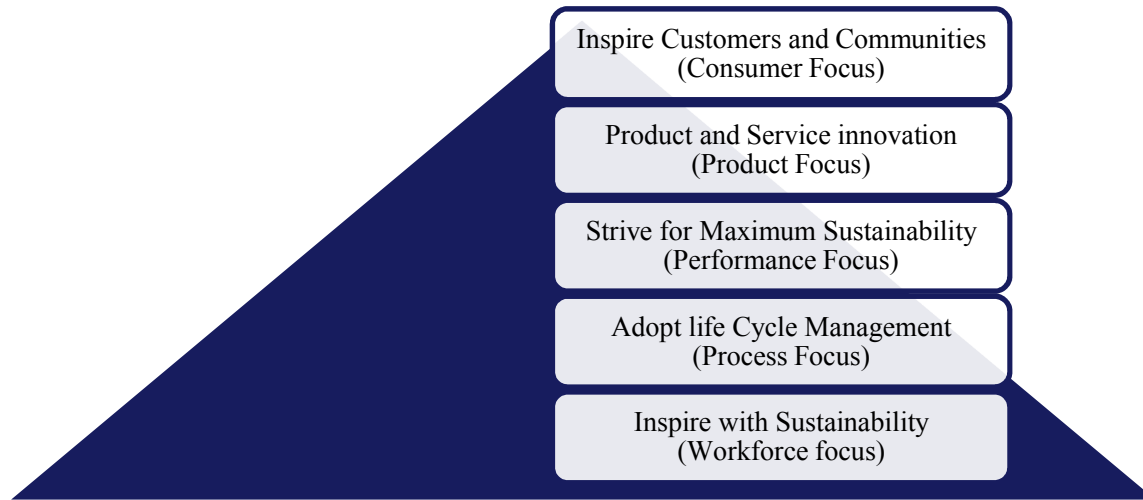 Inspire Customers and Communities
(Consumer Focus)
Product and Service innovation
(Product Focus)
Strive for Maximum Sustainability
(Performance Focus)
Adopt life Cycle Management
(Process Focus)
Inspire with Sustainability
(Workforce focus)